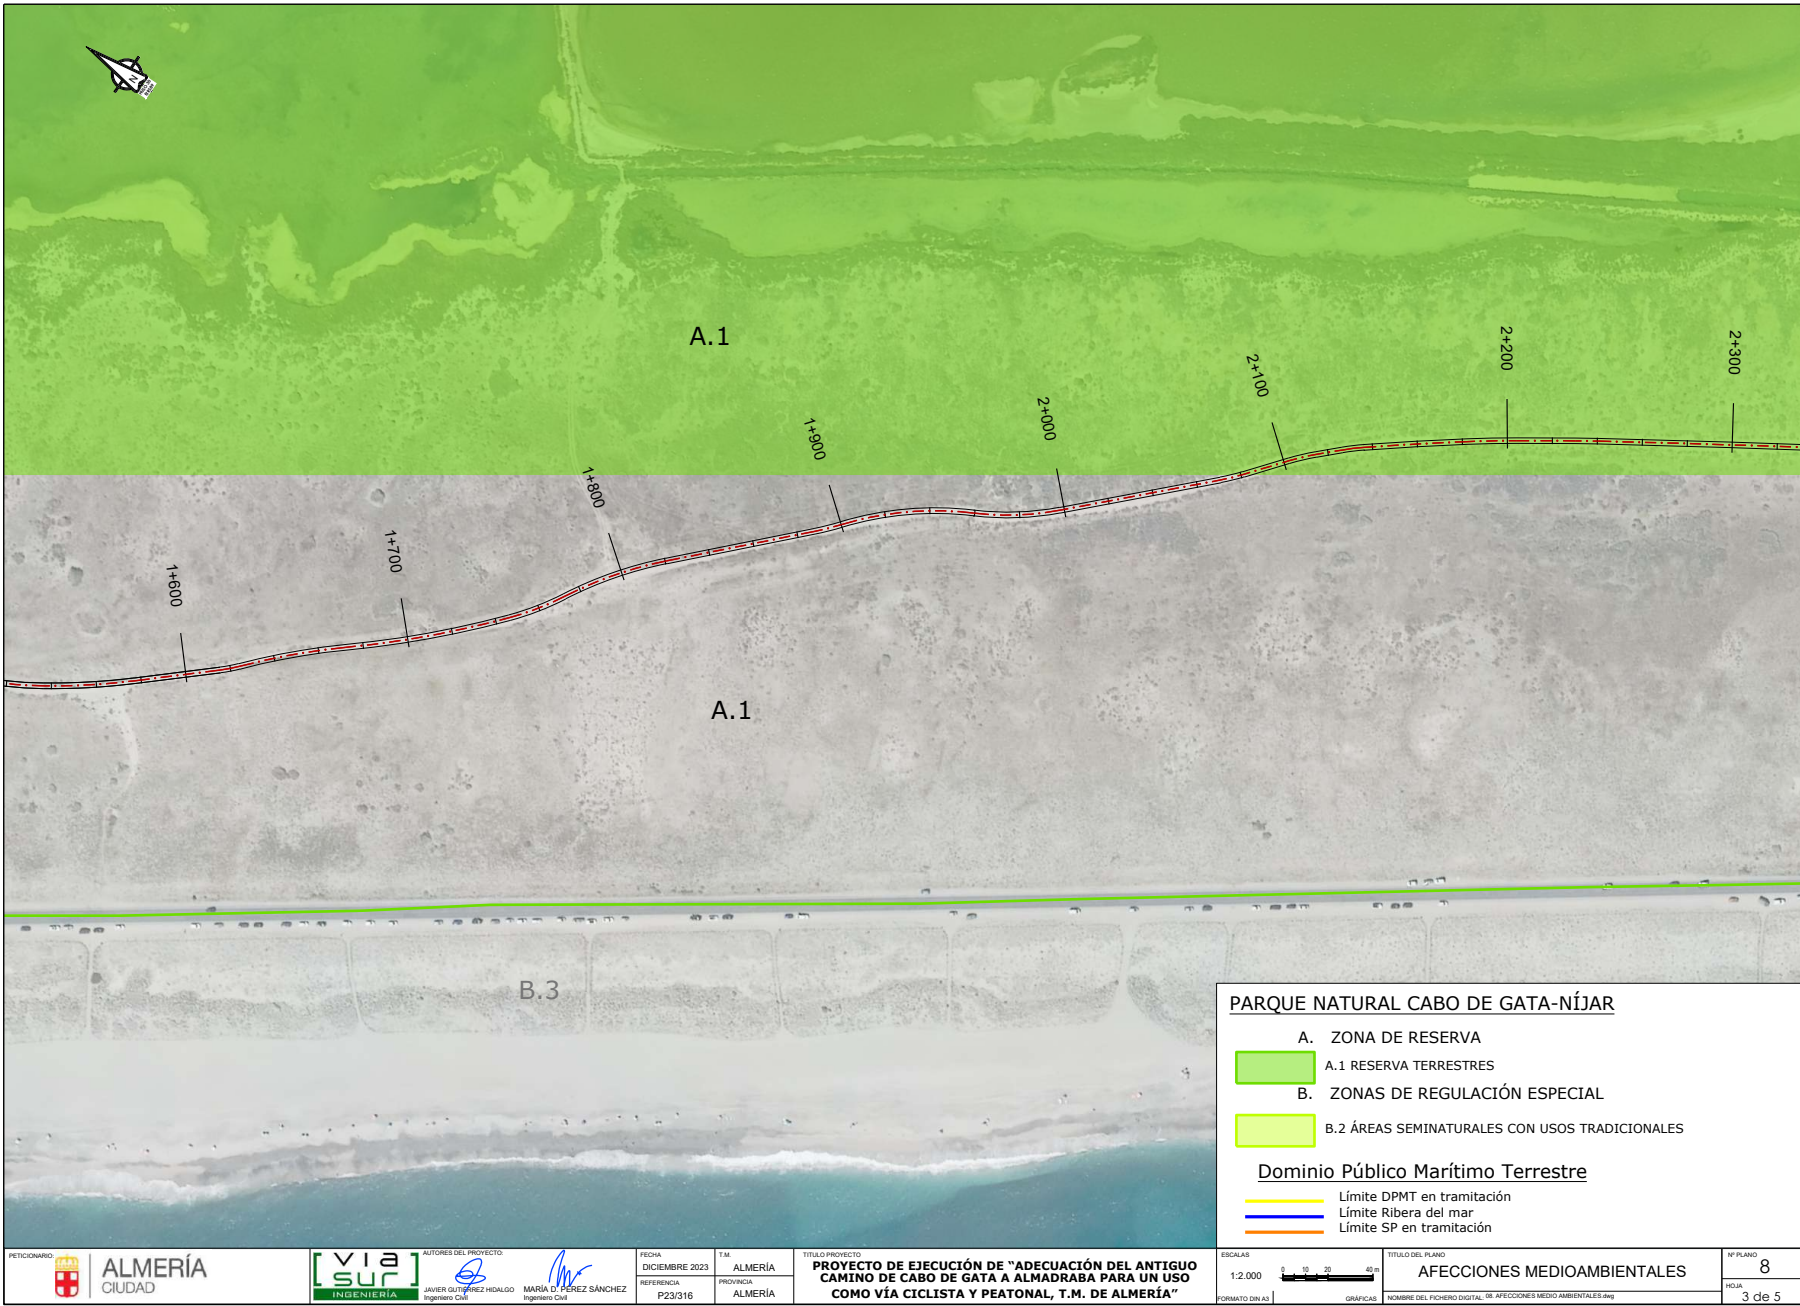 N
A.1
2+200
2+300
2+100
2+000
1+900
1+800
1+700
1+600
A.1
B.3
PARQUE NATURAL CABO DE GATA-NÍJAR
A. ZONA DE RESERVA
A.1 RESERVA TERRESTRES
B. ZONAS DE REGULACIÓN ESPECIAL
B.2 ÁREAS SEMINATURALES CON USOS TRADICIONALES
Dominio Público Marítimo Terrestre
Límite DPMT en tramitación
Límite Ribera del mar
Límite SP en tramitación
PETICIONARIO:
ALMERÍA
CIUDAD
[via sur]
INGENIERÍA
AUTORES DEL PROYECTO:
JAVIER GUTIÉRREZ HIDALGO
Ingeniero Civil
MARÍA D. PÉREZ SÁNCHEZ
Ingeniero Civil
FECHA
DICIEMBRE 2023
REFERENCIA
P23/316
T.M.
ALMERÍA
PROVINCIA
ALMERÍA
TITULO PROYECTO
PROYECTO DE EJECUCIÓN DE “ADECUACIÓN DEL ANTIGUO
CAMINO DE CABO DE GATA A ALMADRABA PARA UN USO
COMO VÍA CICLISTA Y PEATONAL, T.M. DE ALMERÍA”
ESCALAS
1:2.000
0 10 20 40 m
FORMATO DIN A3
GRÁFICAS
TITULO DEL PLANO
AFECCIONES MEDIOAMBIENTALES
NOMBRE DEL FICHERO DIGITAL: 08. AFECCIONES MEDIO AMBIENTALES.dwg
Nº PLANO
8
HOJA
3 de 5